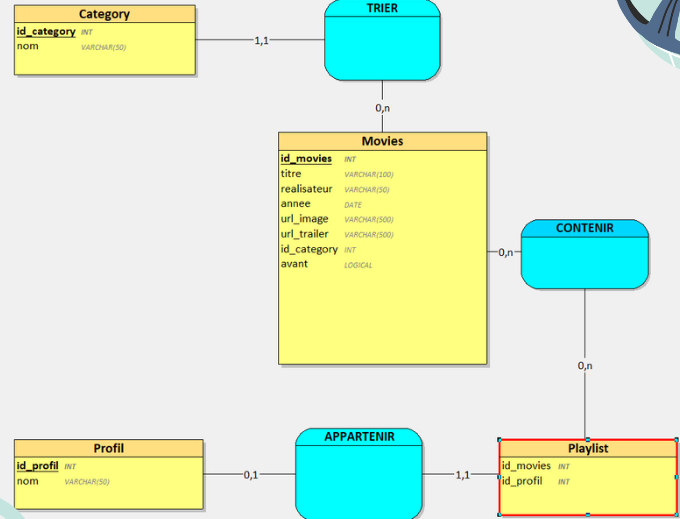 Category
id_category INT
nom VARCHAR(50)
1,1
TRIER
0,n
Movies
id_movies INT
titre VARCHAR(100)
realisateur VARCHAR(50)
annee DATE
url_image VARCHAR(500)
url_trailer VARCHAR(500)
id_category INT
avant LOGICAL
0,n
CONTENIR
0,n
Profil
id_profil INT
nom VARCHAR(50)
0,1
APPARTENIR
1,1
Playlist
id_movies INT
id_profil INT